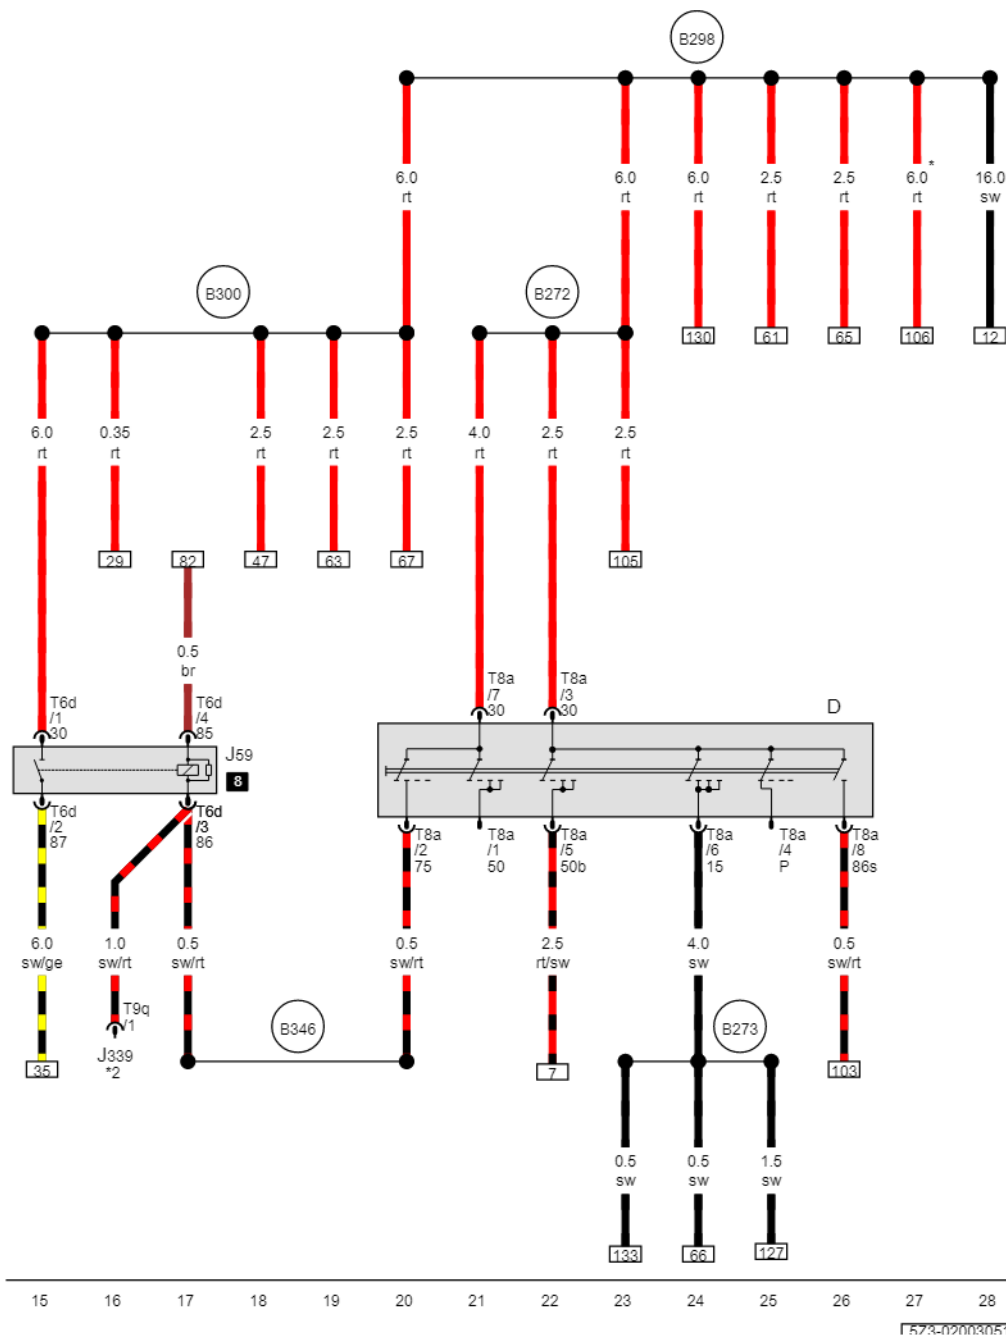 B298
6.0 6.0 6.0 2.5 2.5 6.0 * 16.0
rt rt rt rt rt rt sw
B300 B272
130 61 65 106 12
6.0 0.35 2.5 2.5 2.5 4.0 2.5 2.5
rt rt rt rt rt rt rt rt
29 82 47 63 67 105
0.5
br
T6d T6d T8a T8a
/1 /4 /7 /3
30 85 30 30
D
J59
8
T6d T6d T8a T8a T8a T8a T8a T8a
/2 /3 /2 /1 /5 /6 /4 /8
87 86 75 50 50b 15 P 86s
6.0 1.0 0.5 0.5 2.5 4.0 0.5
sw/ge sw/rt sw/rt sw/rt rt/sw sw sw/rt
T9q
/1
B346 B273
J339
*2
35 7 103
0.5 0.5 1.5
sw sw sw
133 66 127
15 16 17 18 19 20 21 22 23 24 25 26 27 28